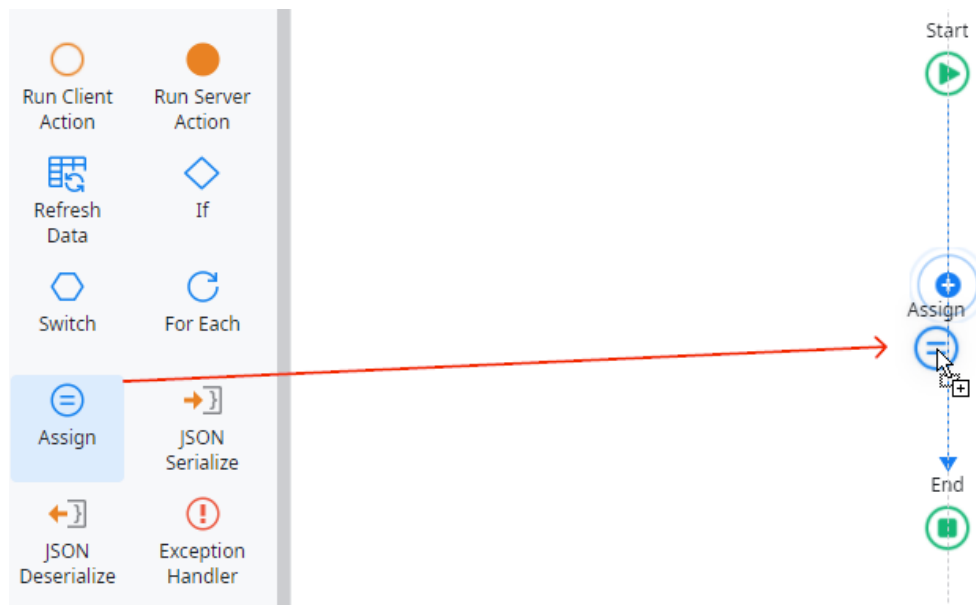 Run Client
Action
Run Server
Action
Refresh
Data
If
Switch
For Each
Assign
JSON
Serialize
JSON
Deserialize
Exception
Handler
Start
Assign
End